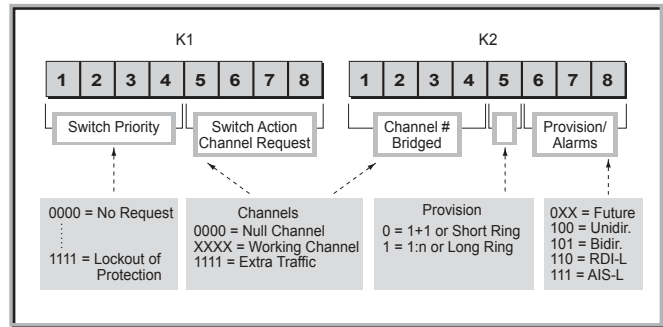 K1 K2
1 2 3 4 5 6 7 8 1 2 3 4 5 6 7 8
Switch Priority
Switch Action
Channel Request
Channel #
Bridged
Provision/
Alarms
0000 = No Request
1111 = Lockout of
Protection
Channels
0000 = Null Channel
XXXX = Working Channel
1111 = Extra Traffic
Provision
0 = 1+1 or Short Ring
1 = 1:n or Long Ring
0XX = Future
100 = Unidir.
101 = Bidir.
110 = RDI-L
111 = AIS-L